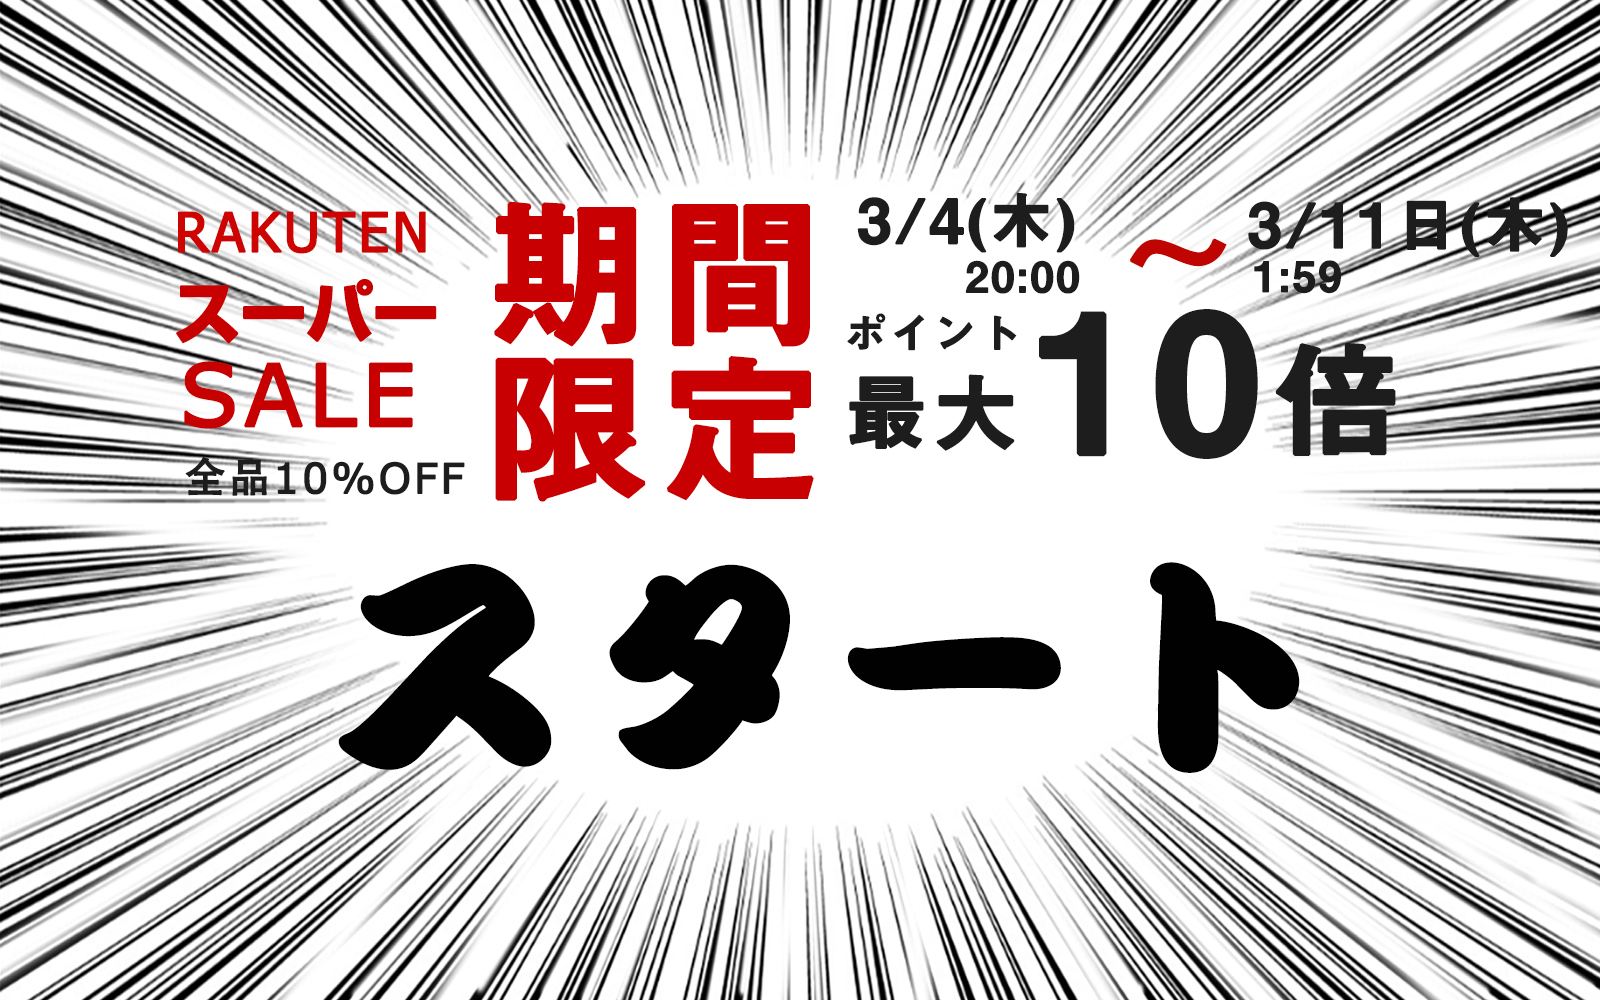 RAKUTEN
スーパー
SALE
全品10%OFF
期間
限定
3/4(木)
20:00
～
3/11日(木)
1:59
ポイント
最大10倍
スタート